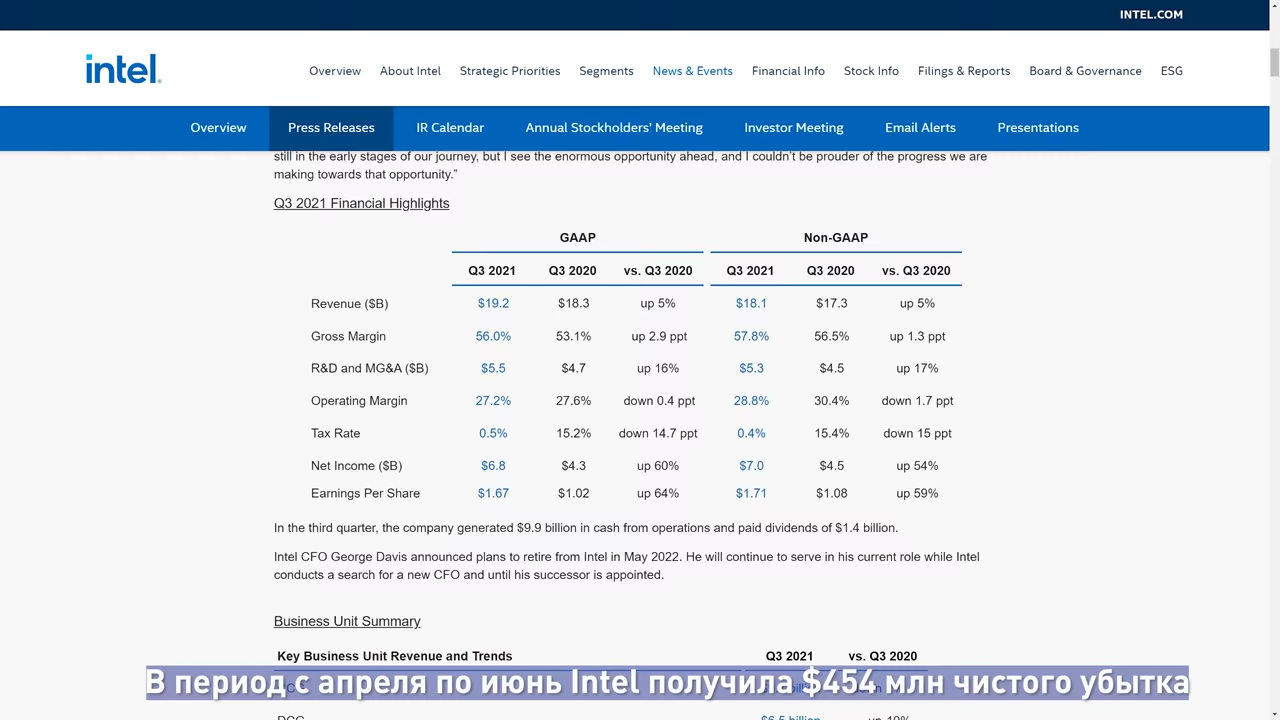 INTEL.COM
intel.
Overview About Intel Strategic Priorities Segments News & Events Financial Info Stock Info Filings & Reports Board & Governance ESG
Overview Press Releases IR Calendar Annual Stockholders' Meeting Investor Meeting Email Alerts Presentations
still in the early stages of our journey, but I see the enormous opportunity ahead, and I couldn't be prouder of the progress we are
making towards that opportunity.”
Q3 2021 Financial Highlights
GAAP Non-GAAP
Q3 2021 Q3 2020 vs. Q3 2020 Q3 2021 Q3 2020 vs. Q3 2020
Revenue ($B) $19.2 $18.3 up 5% $18.1 $17.3 up 5%
Gross Margin 56.0% 53.1% up 2.9 ppt 57.8% 56.5% up 1.3 ppt
R&D and MG&A ($B) $5.5 $4.7 up 16% $5.3 $4.5 up 17%
Operating Margin 27.2% 27.6% down 0.4 ppt 28.8% 30.4% down 1.7 ppt
Tax Rate 0.5% 15.2% down 14.7 ppt 0.4% 15.4% down 15 ppt
Net Income ($B) $6.8 $4.3 up 60% $7.0 $4.5 up 54%
Earnings Per Share $1.67 $1.02 up 64% $1.71 $1.08 up 59%
In the third quarter, the company generated $9.9 billion in cash from operations and paid dividends of $1.4 billion.
Intel CFO George Davis announced plans to retire from Intel in May 2022. He will continue to serve in his current role while Intel
conducts a search for a new CFO and until his successor is appointed.
Business Unit Summary
Key Business Unit Revenue and Trends Q3 2021 vs. Q3 2020
В период с апреля по июнь Intel получила $454 млн чистого убытка
DCG $6.5 billion up 10%